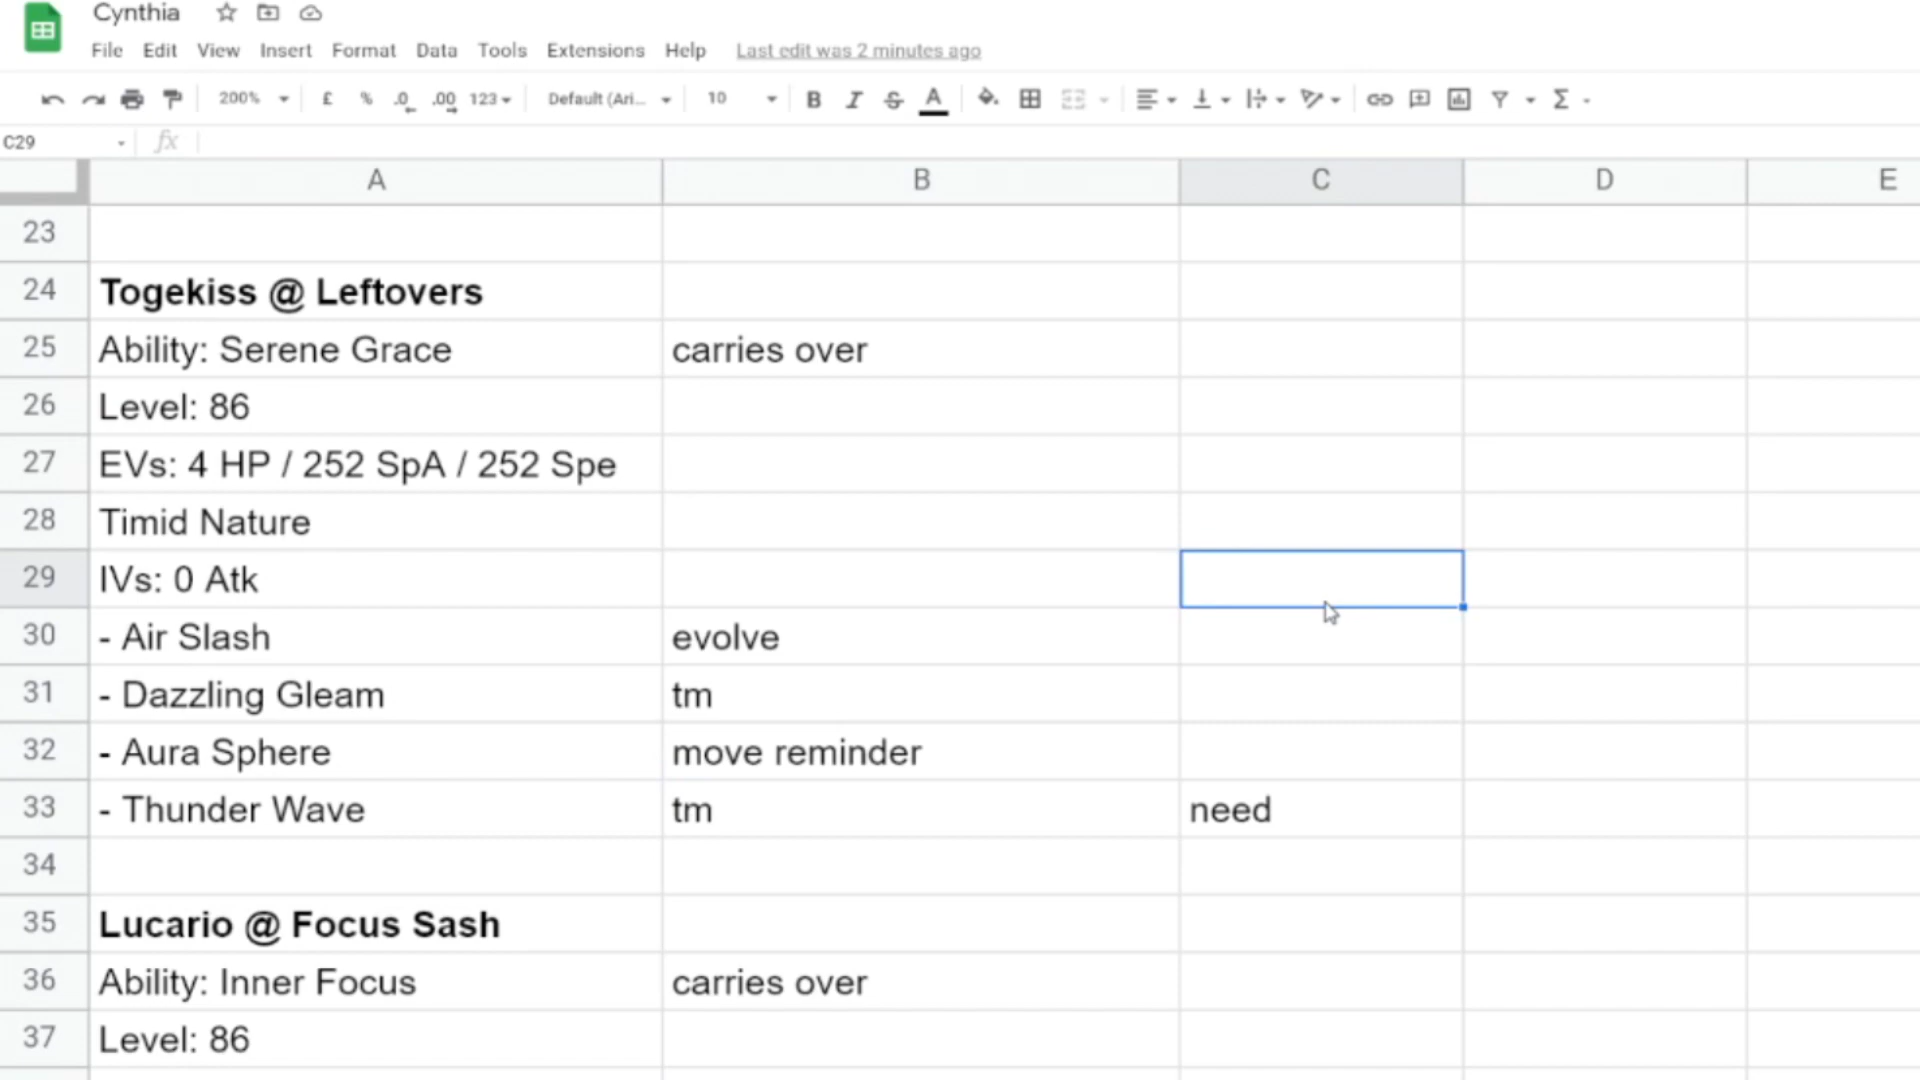 Cynthia
File Edit View Insert Format Data Tools Extensions Help Last edit was 2 minutes ago
200% £ % .0 .00 123 Default (Ari... 10 B I S A Σ
C29 fx
A B C D E
23
24 Togekiss @ Leftovers
25 Ability: Serene Grace carries over
26 Level: 86
27 EVs: 4 HP / 252 SpA / 252 Spe
28 Timid Nature
29 IVs: 0 Atk
30 - Air Slash evolve
31 - Dazzling Gleam tm
32 - Aura Sphere move reminder
33 - Thunder Wave tm need
34
35 Lucario @ Focus Sash
36 Ability: Inner Focus carries over
37 Level: 86